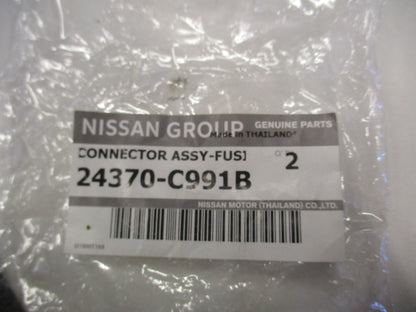 NISSAN GROUP GENUINE PARTS
Made in THAILAND
CONNECTOR ASSY-FUSI 2
24370-C991B
NISSAN MOTOR (THAILAND) CO.,LTD.